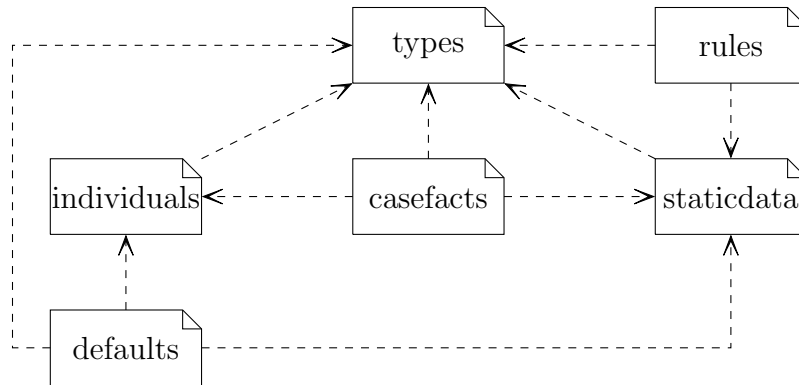 types
rules
individuals
casefacts
staticdata
defaults